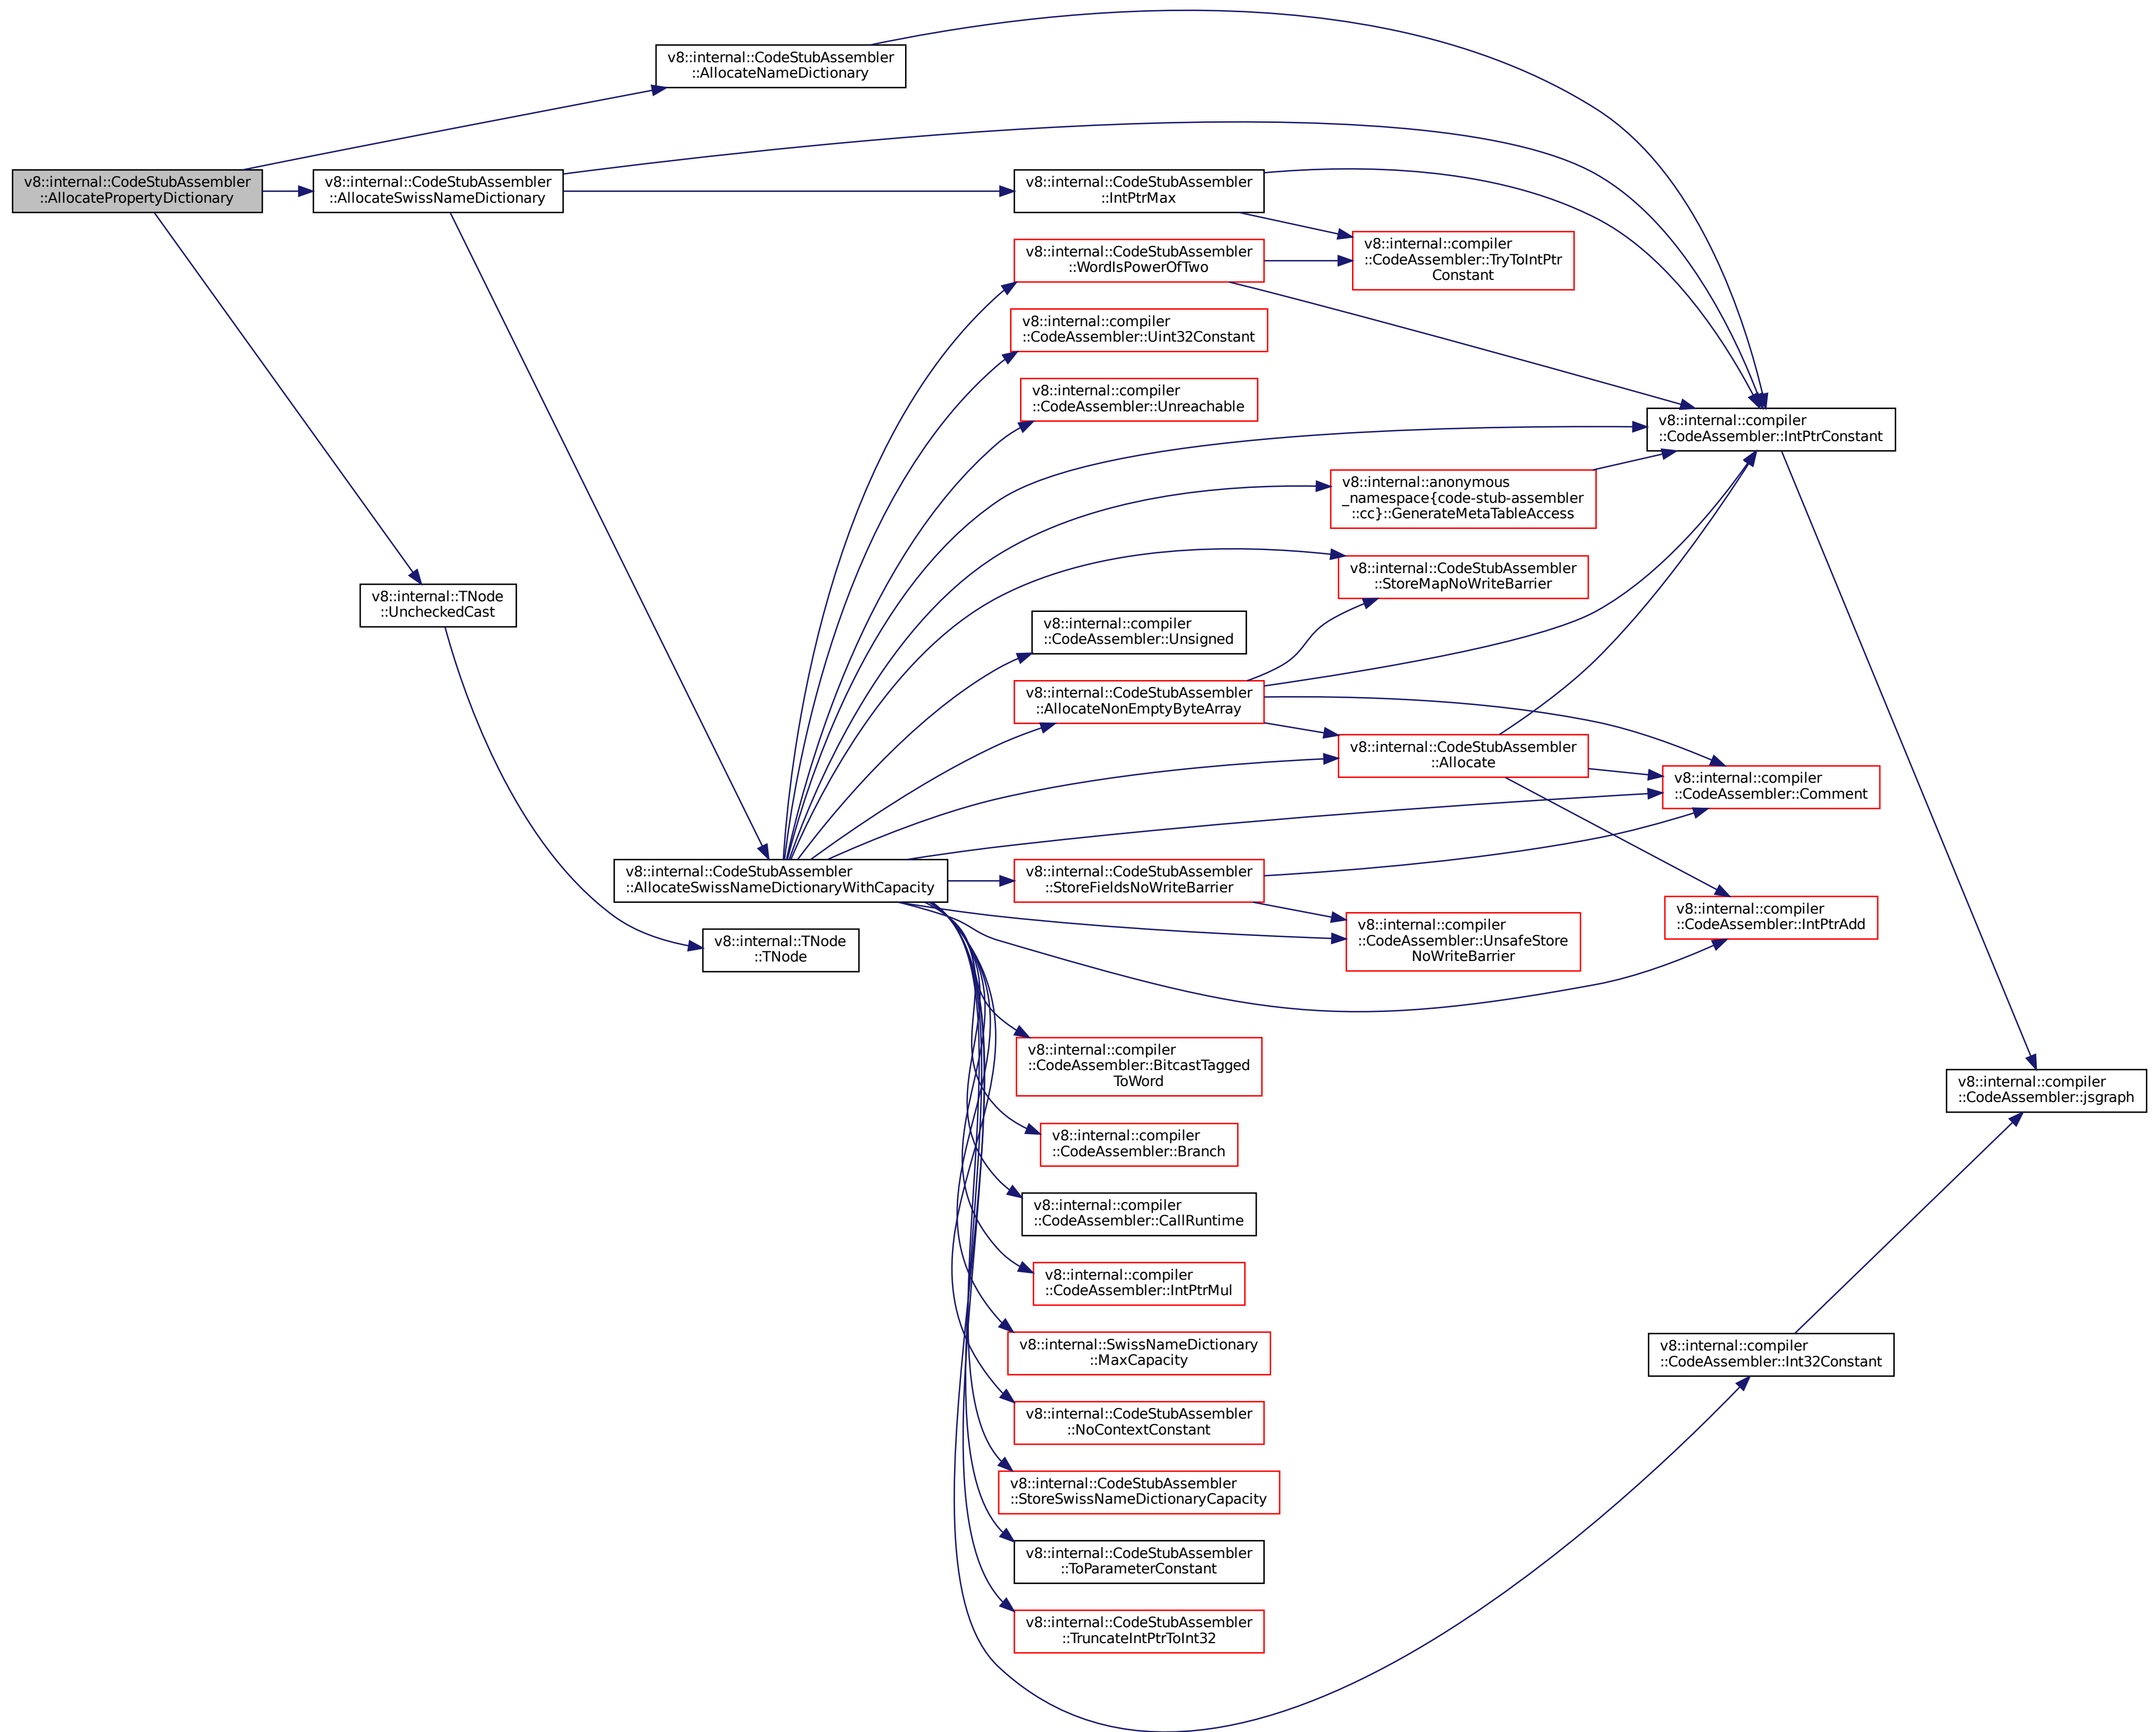 v8::internal::CodeStubAssembler
::AllocateNameDictionary
v8::internal::CodeStubAssembler
::AllocatePropertyDictionary
v8::internal::CodeStubAssembler
::AllocateSwissNameDictionary
v8::internal::CodeStubAssembler
::IntPtrMax
v8::internal::CodeStubAssembler
::WordIsPowerOfTwo
v8::internal::compiler
::CodeAssembler::TryToIntPtr
Constant
v8::internal::compiler
::CodeAssembler::Uint32Constant
v8::internal::compiler
::CodeAssembler::Unreachable
v8::internal::compiler
::CodeAssembler::IntPtrConstant
v8::internal::anonymous
_namespace{code-stub-assembler
::cc}::GenerateMetaTableAccess
v8::internal::CodeStubAssembler
::StoreMapNoWriteBarrier
v8::internal::TNode
::UncheckedCast
v8::internal::compiler
::CodeAssembler::Unsigned
v8::internal::CodeStubAssembler
::AllocateNonEmptyByteArray
v8::internal::CodeStubAssembler
::Allocate
v8::internal::compiler
::CodeAssembler::Comment
v8::internal::CodeStubAssembler
::AllocateSwissNameDictionaryWithCapacity
v8::internal::CodeStubAssembler
::StoreFieldsNoWriteBarrier
v8::internal::compiler
::CodeAssembler::IntPtrAdd
v8::internal::compiler
::CodeAssembler::UnsafeStore
NoWriteBarrier
v8::internal::TNode
::TNode
v8::internal::compiler
::CodeAssembler::BitcastTagged
ToWord
v8::internal::compiler
::CodeAssembler::jsgraph
v8::internal::compiler
::CodeAssembler::Branch
v8::internal::compiler
::CodeAssembler::CallRuntime
v8::internal::compiler
::CodeAssembler::IntPtrMul
v8::internal::SwissNameDictionary
::MaxCapacity
v8::internal::compiler
::CodeAssembler::Int32Constant
v8::internal::CodeStubAssembler
::NoContextConstant
v8::internal::CodeStubAssembler
::StoreSwissNameDictionaryCapacity
v8::internal::CodeStubAssembler
::ToParameterConstant
v8::internal::CodeStubAssembler
::TruncateIntPtrToInt32